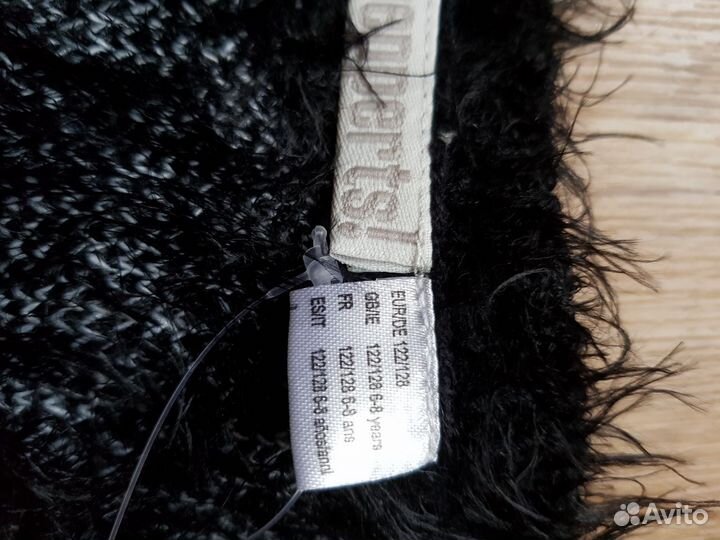 mperts!
EUR/DE 122/128
GB/IE 122/128 6-8 years
FR 122/128 6-8 ans
ES/IT 122/128 6-8 años/anni
Avito